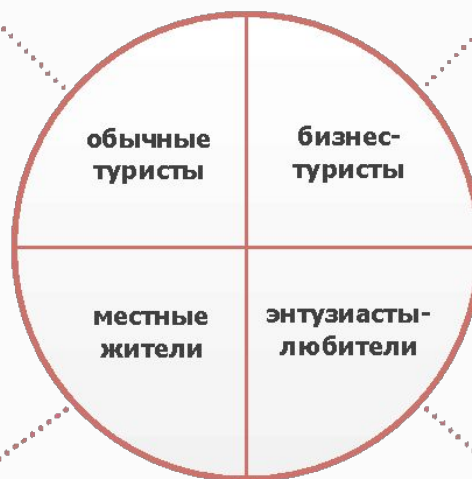 обычные
туристы
бизнес-
туристы
местные
жители
энтузиасты-
любители